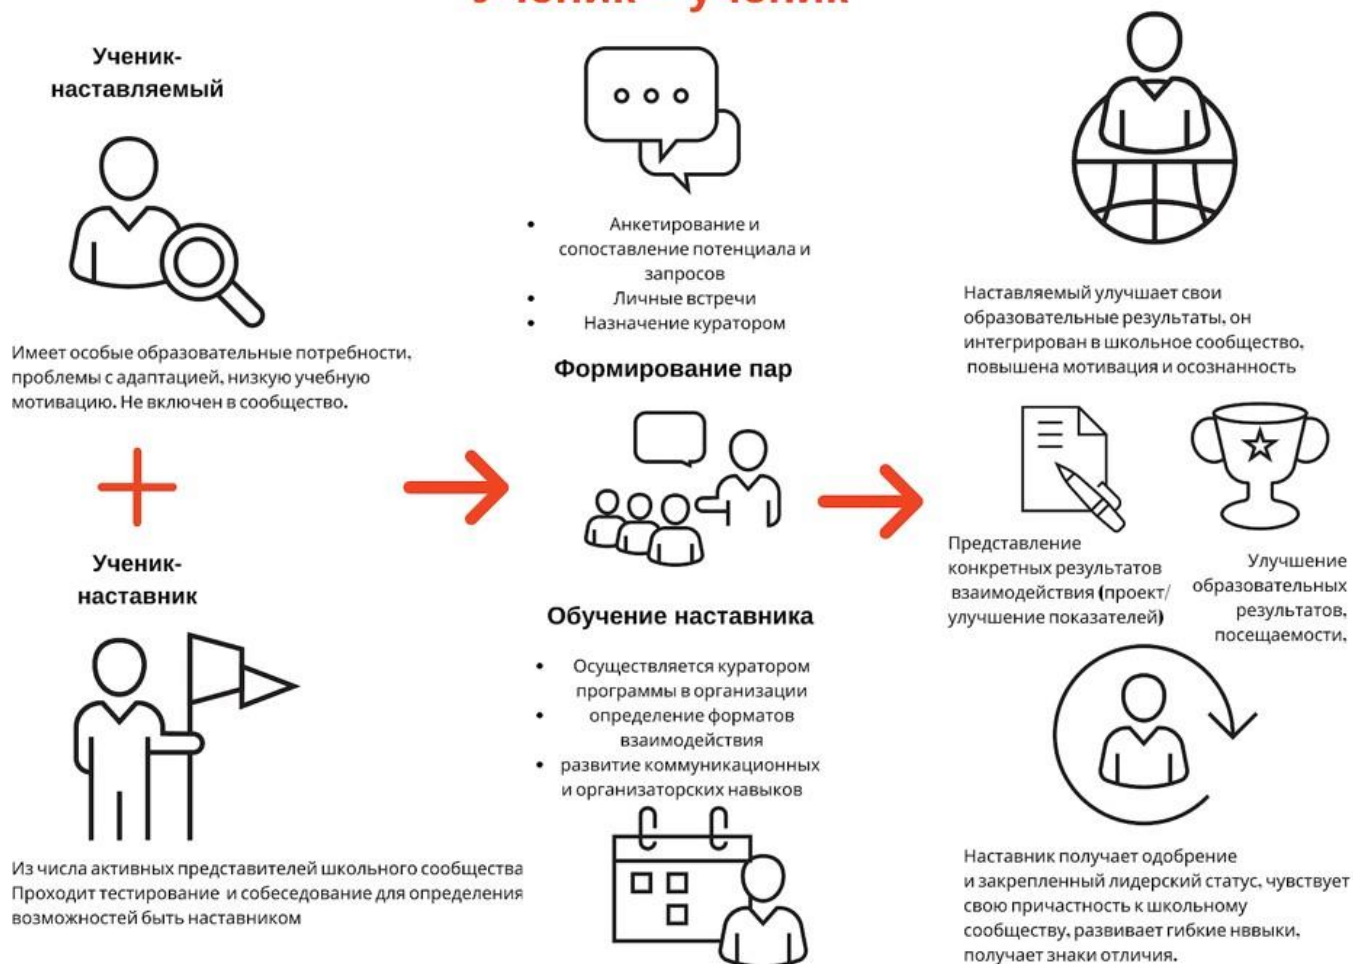 Ученик – ученик
Ученик-
наставляемый
Имеет особые образовательные потребности,
проблемы с адаптацией, низкую учебную
мотивацию. Не включен в сообщество.
Ученик-
наставник
Из числа активных представителей школьного сообщества
Проходит тестирование и собеседование для определения
возможностей быть наставником
• Анкетирование и
сопоставление потенциала и
запросов
• Личные встречи
• Назначение куратором
Формирование пар
Обучение наставника
• Осуществляется куратором
программы в организации
• определение форматов
взаимодействия
• развитие коммуникационных
и организаторских навыков
Наставляемый улучшает свои
образовательные результаты, он
интегрирован в школьное сообщество,
повышена мотивация и осознанность
Представление
конкретных результатов
взаимодействия (проект/
улучшение показателей)
Улучшение
образовательных
результатов,
посещаемости.
Наставник получает одобрение
и закрепленный лидерский статус, чувствует
свою причастность к школьному
сообществу, развивает гибкие нввыки,
получает знаки отличия.